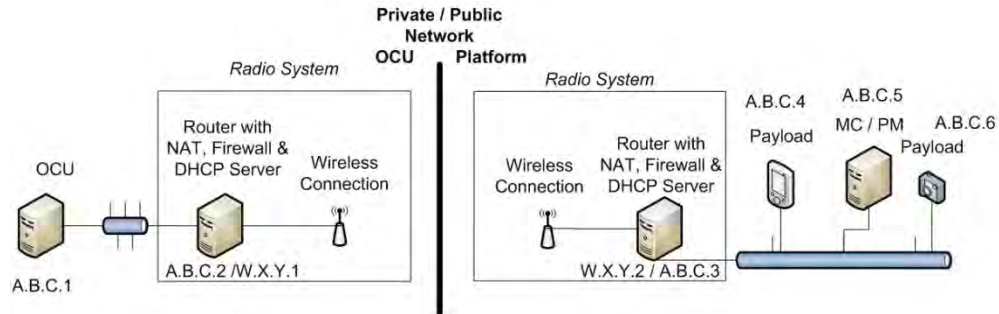 Private / Public
Network
OCU Platform
Radio System
Router with
NAT, Firewall &
DHCP Server
Wireless
Connection
OCU
A.B.C.1
A.B.C.2 /W.X.Y.1
Radio System
Wireless
Connection
Router with
NAT, Firewall &
DHCP Server
W.X.Y.2 / A.B.C.3
A.B.C.4
Payload
A.B.C.5
MC / PM
A.B.C.6
Payload